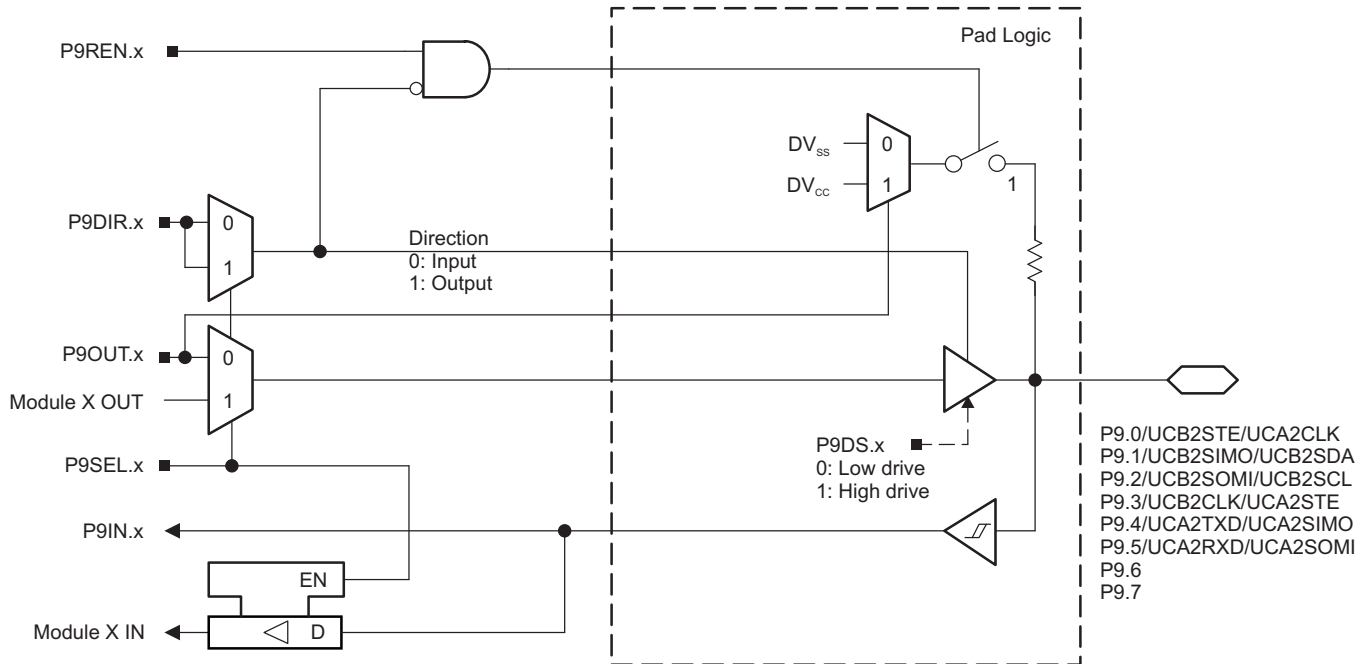 Pad Logic
P9REN.x
DVSS
0
DVCC
1
1
P9DIR.x
0
1
Direction
0: Input
1: Output
P9OUT.x
0
Module X OUT
1
P9DS.x
0: Low drive
1: High drive
P9SEL.x
P9.0/UCB2STE/UCA2CLK
P9.1/UCB2SIMO/UCB2SDA
P9.2/UCB2SOMI/UCB2SCL
P9.3/UCB2CLK/UCA2STE
P9.4/UCA2TXD/UCA2SIMO
P9.5/UCA2RXD/UCA2SOMI
P9.6
P9.7
P9IN.x
EN
Module X IN
D